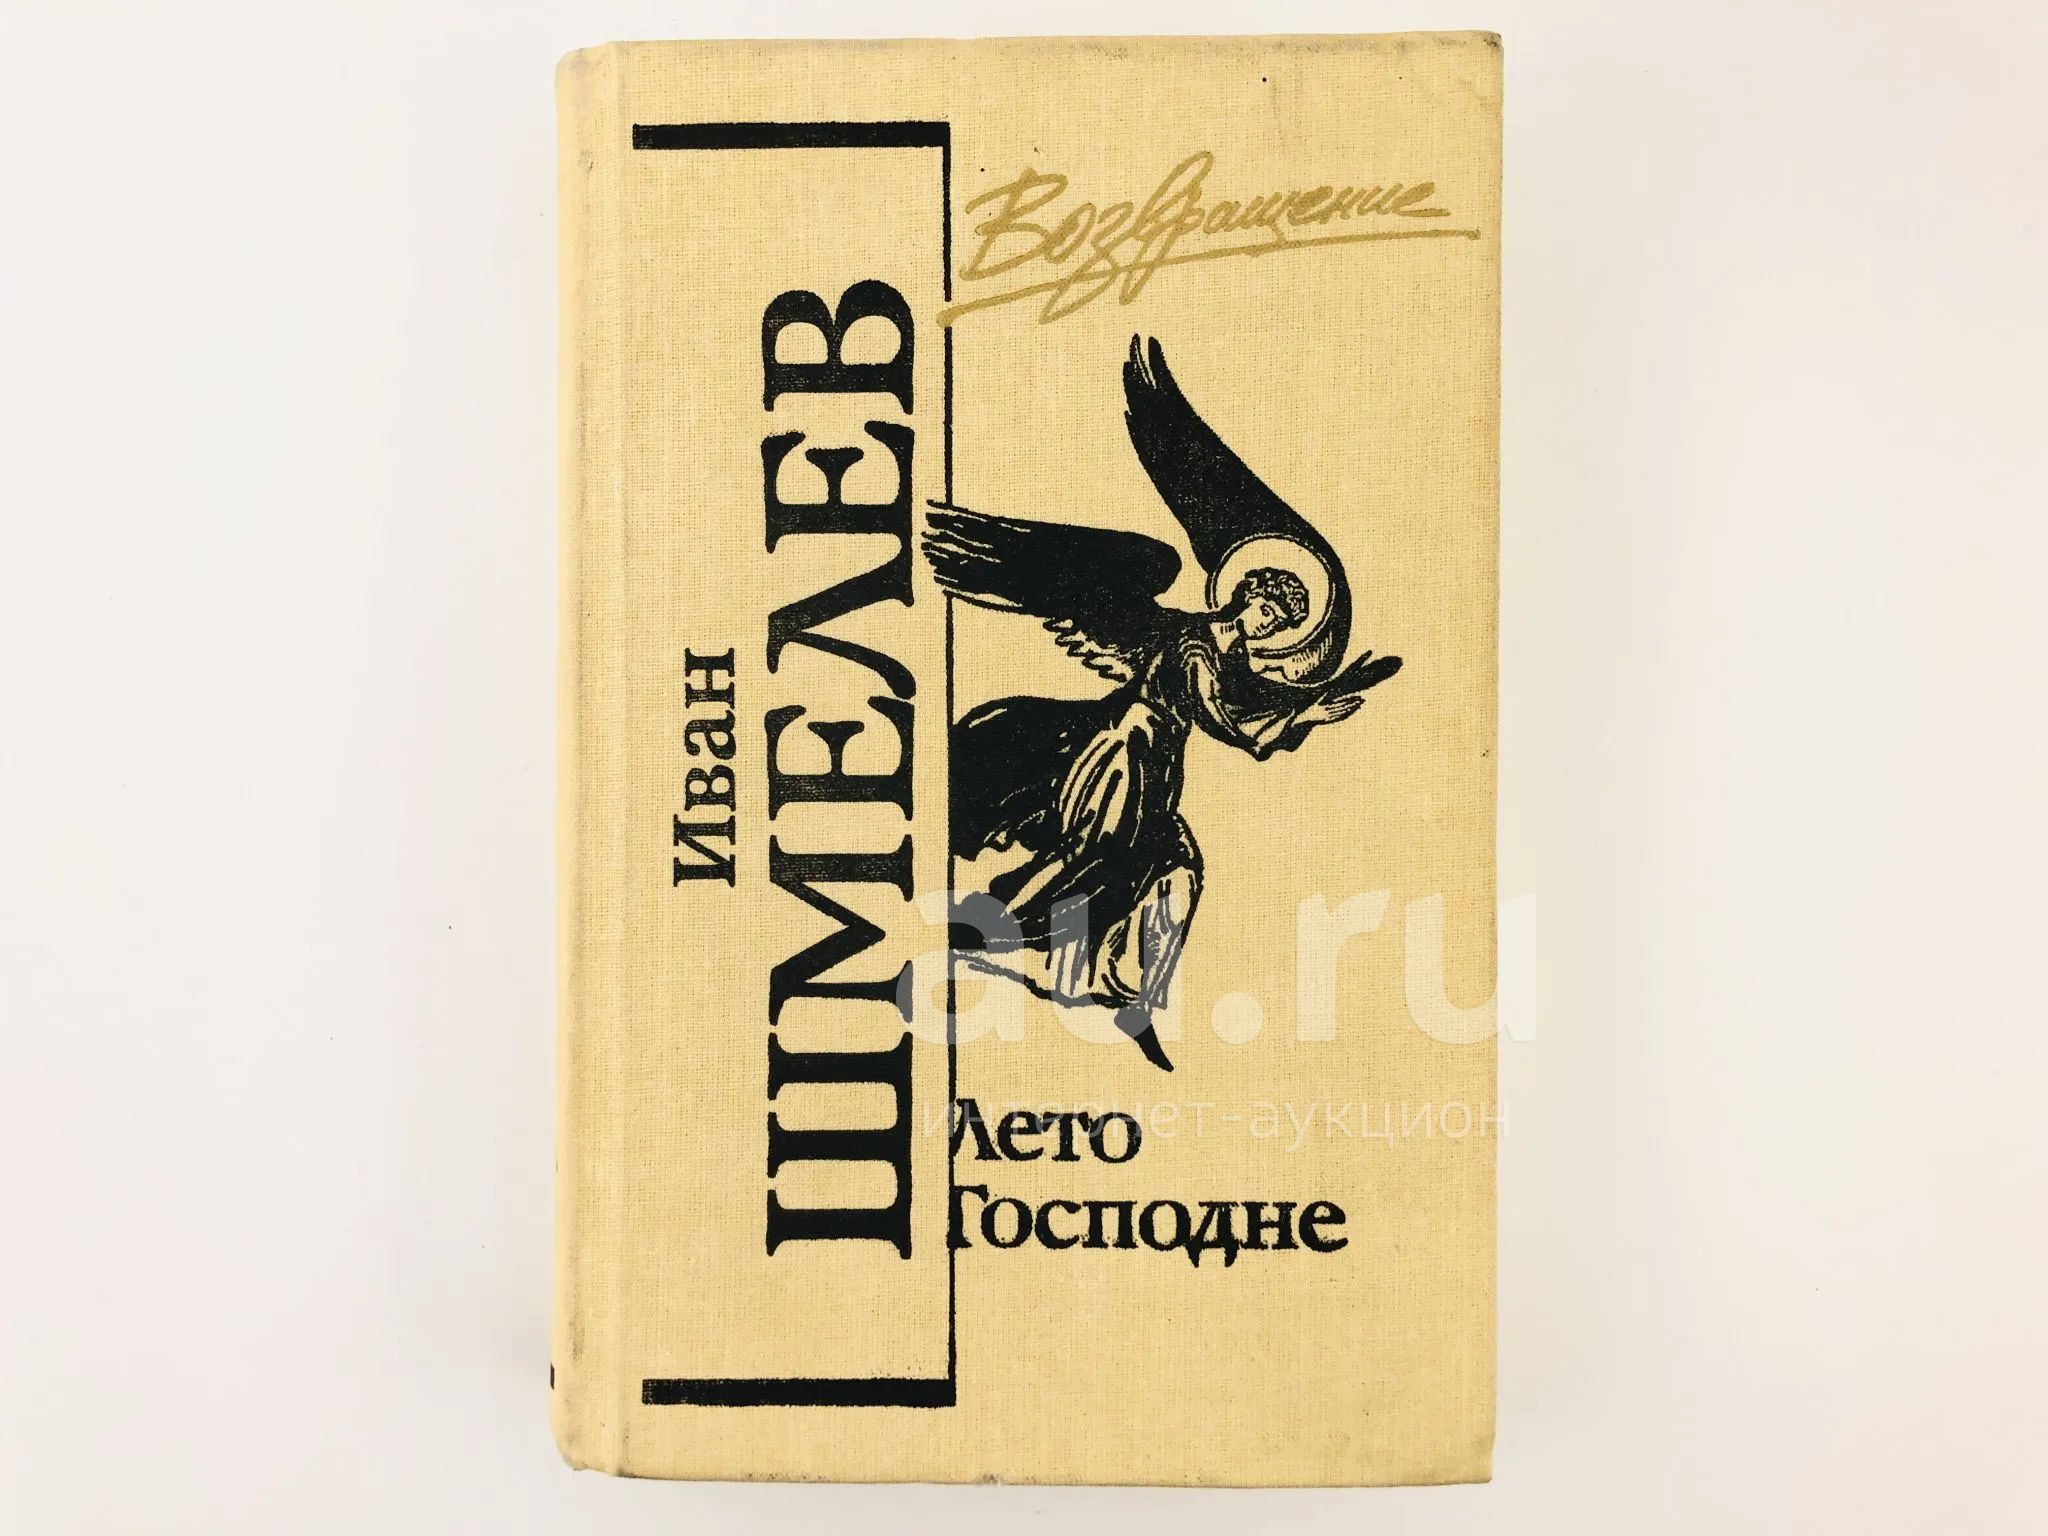 Возвращение
Иван
ШМЕЛЕВ
Лето
Господне
au.ru
интернет-аукцион